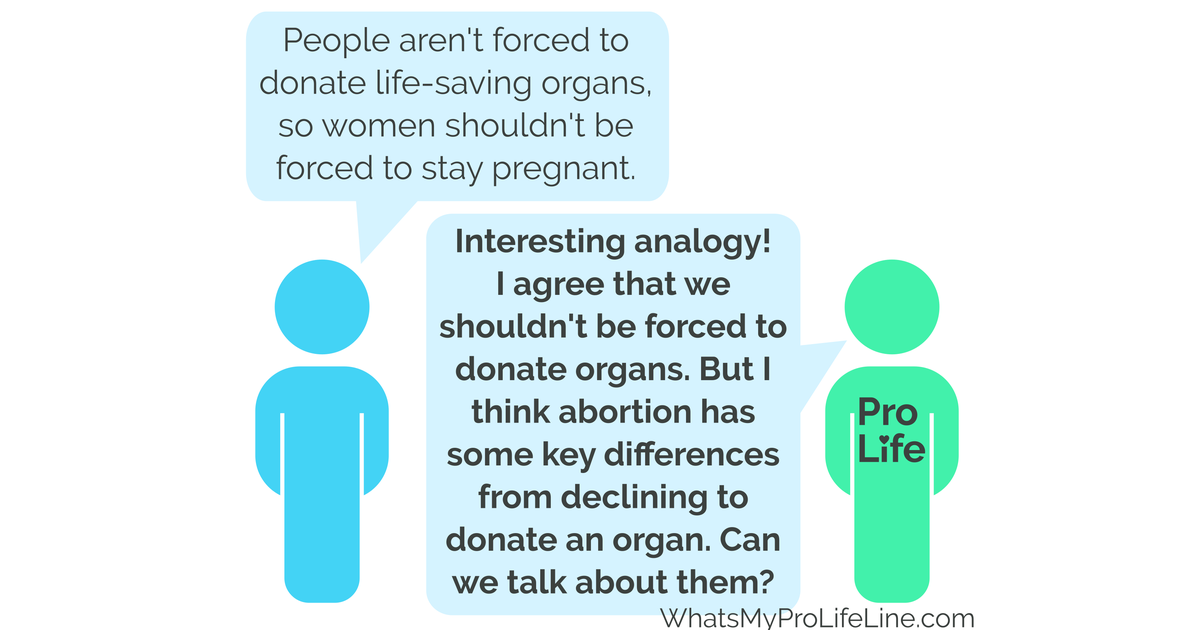 People aren't forced to
donate life-saving organs,
so women shouldn't be
forced to stay pregnant.
Interesting analogy!
I agree that we
shouldn't be forced to
donate organs. But I
think abortion has
some key differences
from declining to
donate an organ. Can
we talk about them?
Pro
Life
WhatsMyProLifeLine.com